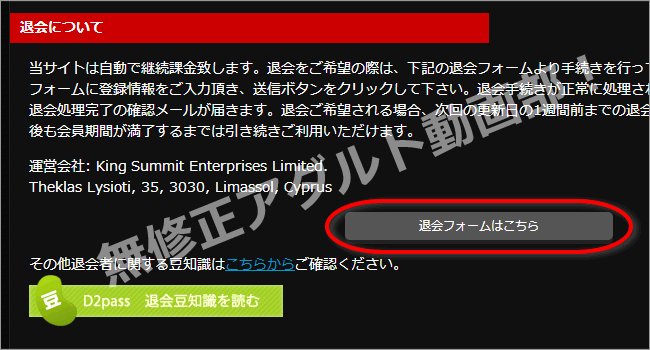 退会について
当サイトは自動で継続課金致します。退会をご希望の際は、下記の退会フォームより手続きを行って
フォームに登録情報をご入力頂き、送信ボタンをクリックして下さい。退会手続きが正常に処理され
退会処理完了の確認メールが届きます。退会ご希望される場合、次回の更新日の1週間前までの退会
後も会員期間が満了するまでは引き続きご利用いただけます。
運営会社: King Summit Enterprises Limited.
Theklas Lysioti, 35, 3030, Limassol, Cyprus
退会フォームはこちら
その他退会者に関する豆知識はこちらからご確認ください。
豆 D2pass 退会豆知識を読む
無修正アダルト動画部!